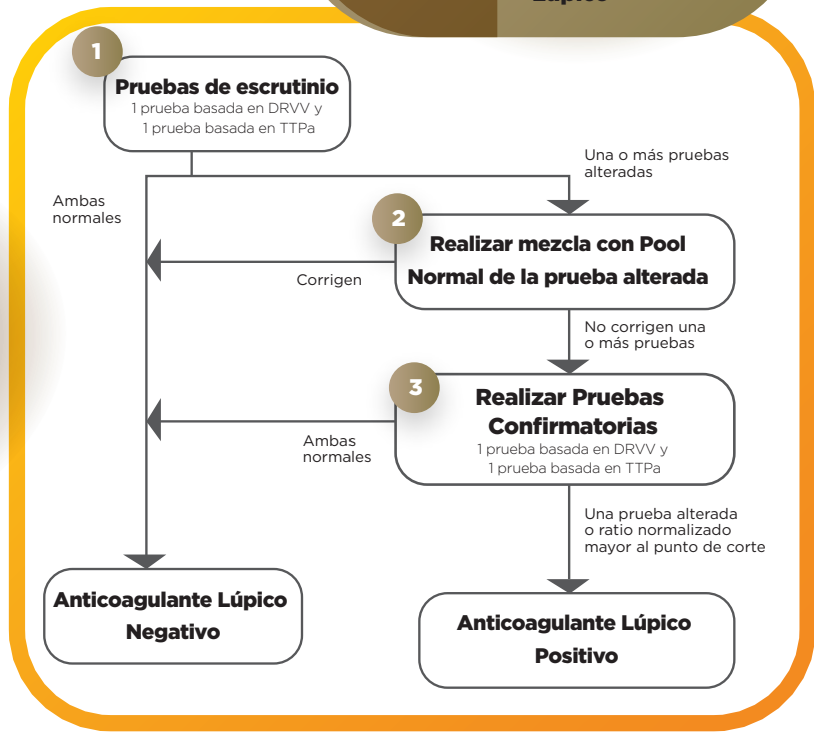 Lúpico
1
Pruebas de escrutinio
1 prueba basada en DRVV y
1 prueba basada en TTPa
Ambas
normales
Una o más pruebas
alteradas
2
Realizar mezcla con Pool
Normal de la prueba alterada
Corrigen
No corrigen una
o más pruebas
3
Realizar Pruebas
Confirmatorias
1 prueba basada en DRVV y
1 prueba basada en TTPa
Ambas
normales
Una prueba alterada
o ratio normalizado
mayor al punto de corte
Anticoagulante Lúpico
Negativo
Anticoagulante Lúpico
Positivo